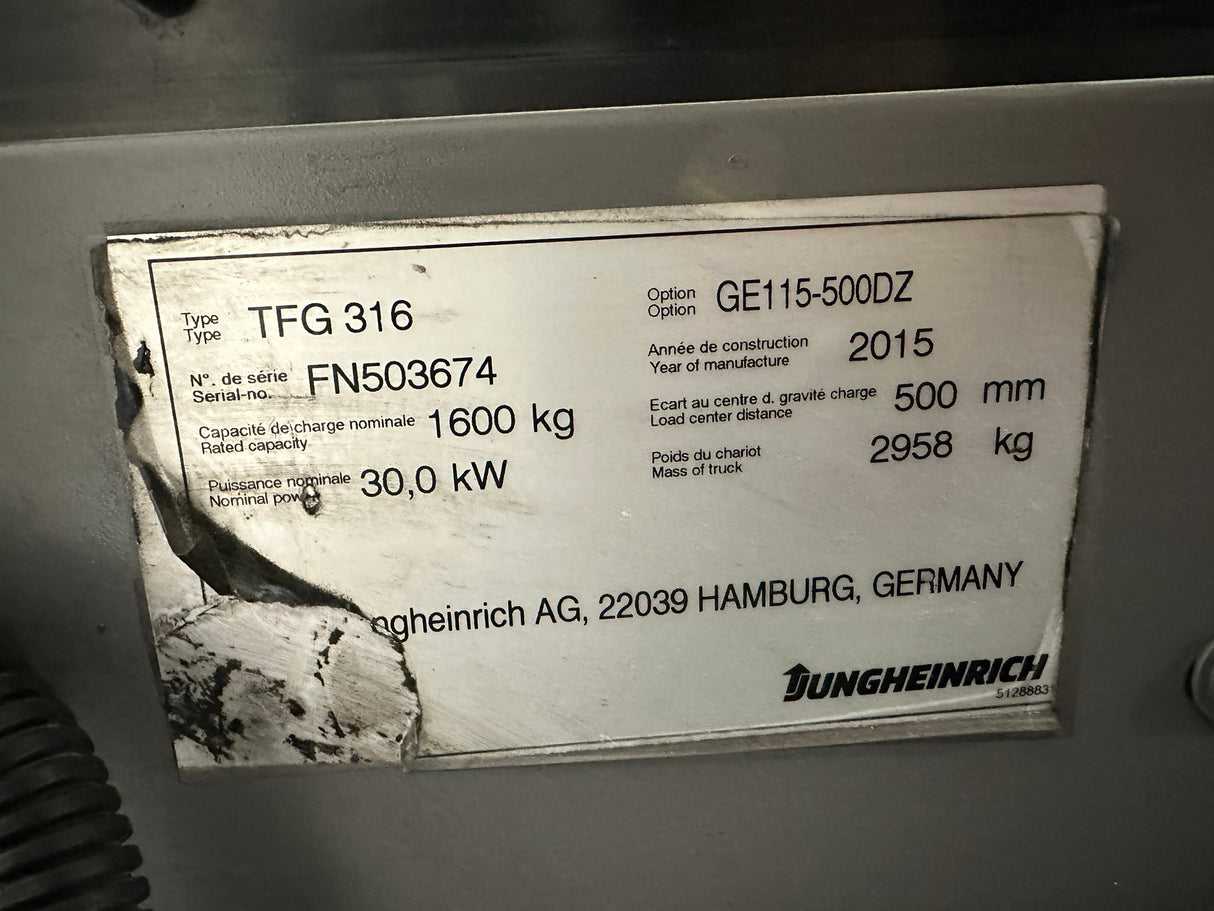 Type
Type
TFG 316
N°. de série
Serial-no.
FN503674
Capacité de charge nominale
Rated capacity
1600 kg
Puissance nominale
Nominal
30,0 kW
Option
Option
GE115-500DZ
Année de construction
Year of manufacture
2015
Ecart au centre d. gravité charge
Load center distance
500 mm
Poids du chariot
Mass of truck
2958 kg
ngheinrich AG, 22039 HAMBURG, GERMANY
JUNGHEINRICH
5128883